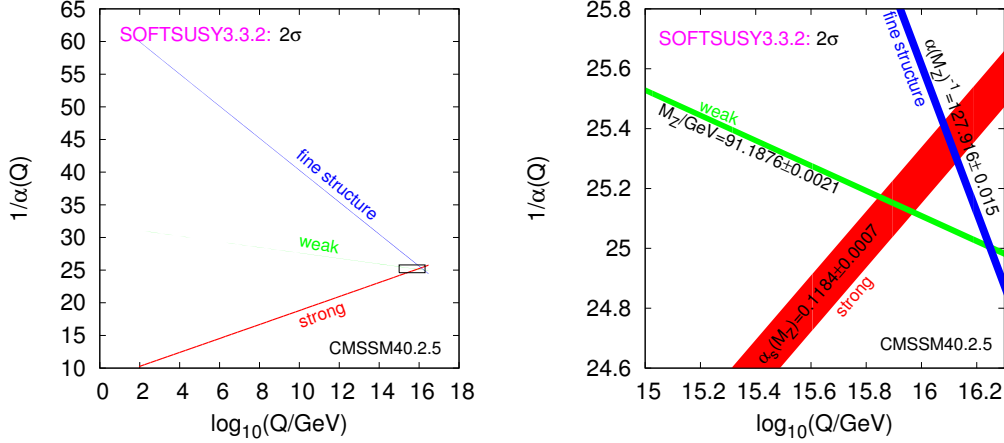 SOFTSUSY3.3.2: 2σ
65
60
55
50
45
40
35
30
25
20
15
10
1/α(Q)
fine structure
weak
strong
CMSSM40.2.5
0 2 4 6 8 10 12 14 16 18
log10(Q/GeV)
SOFTSUSY3.3.2: 2σ
25.8
25.6
25.4
25.2
25
24.8
24.6
1/α(Q)
fine structure
α(MZ)-1=127.916±0.015
weak
MZ/GeV=91.1876±0.0021
αs(MZ)=0.1184±0.0007
strong
CMSSM40.2.5
15 15.2 15.4 15.6 15.8 16 16.2
log10(Q/GeV)